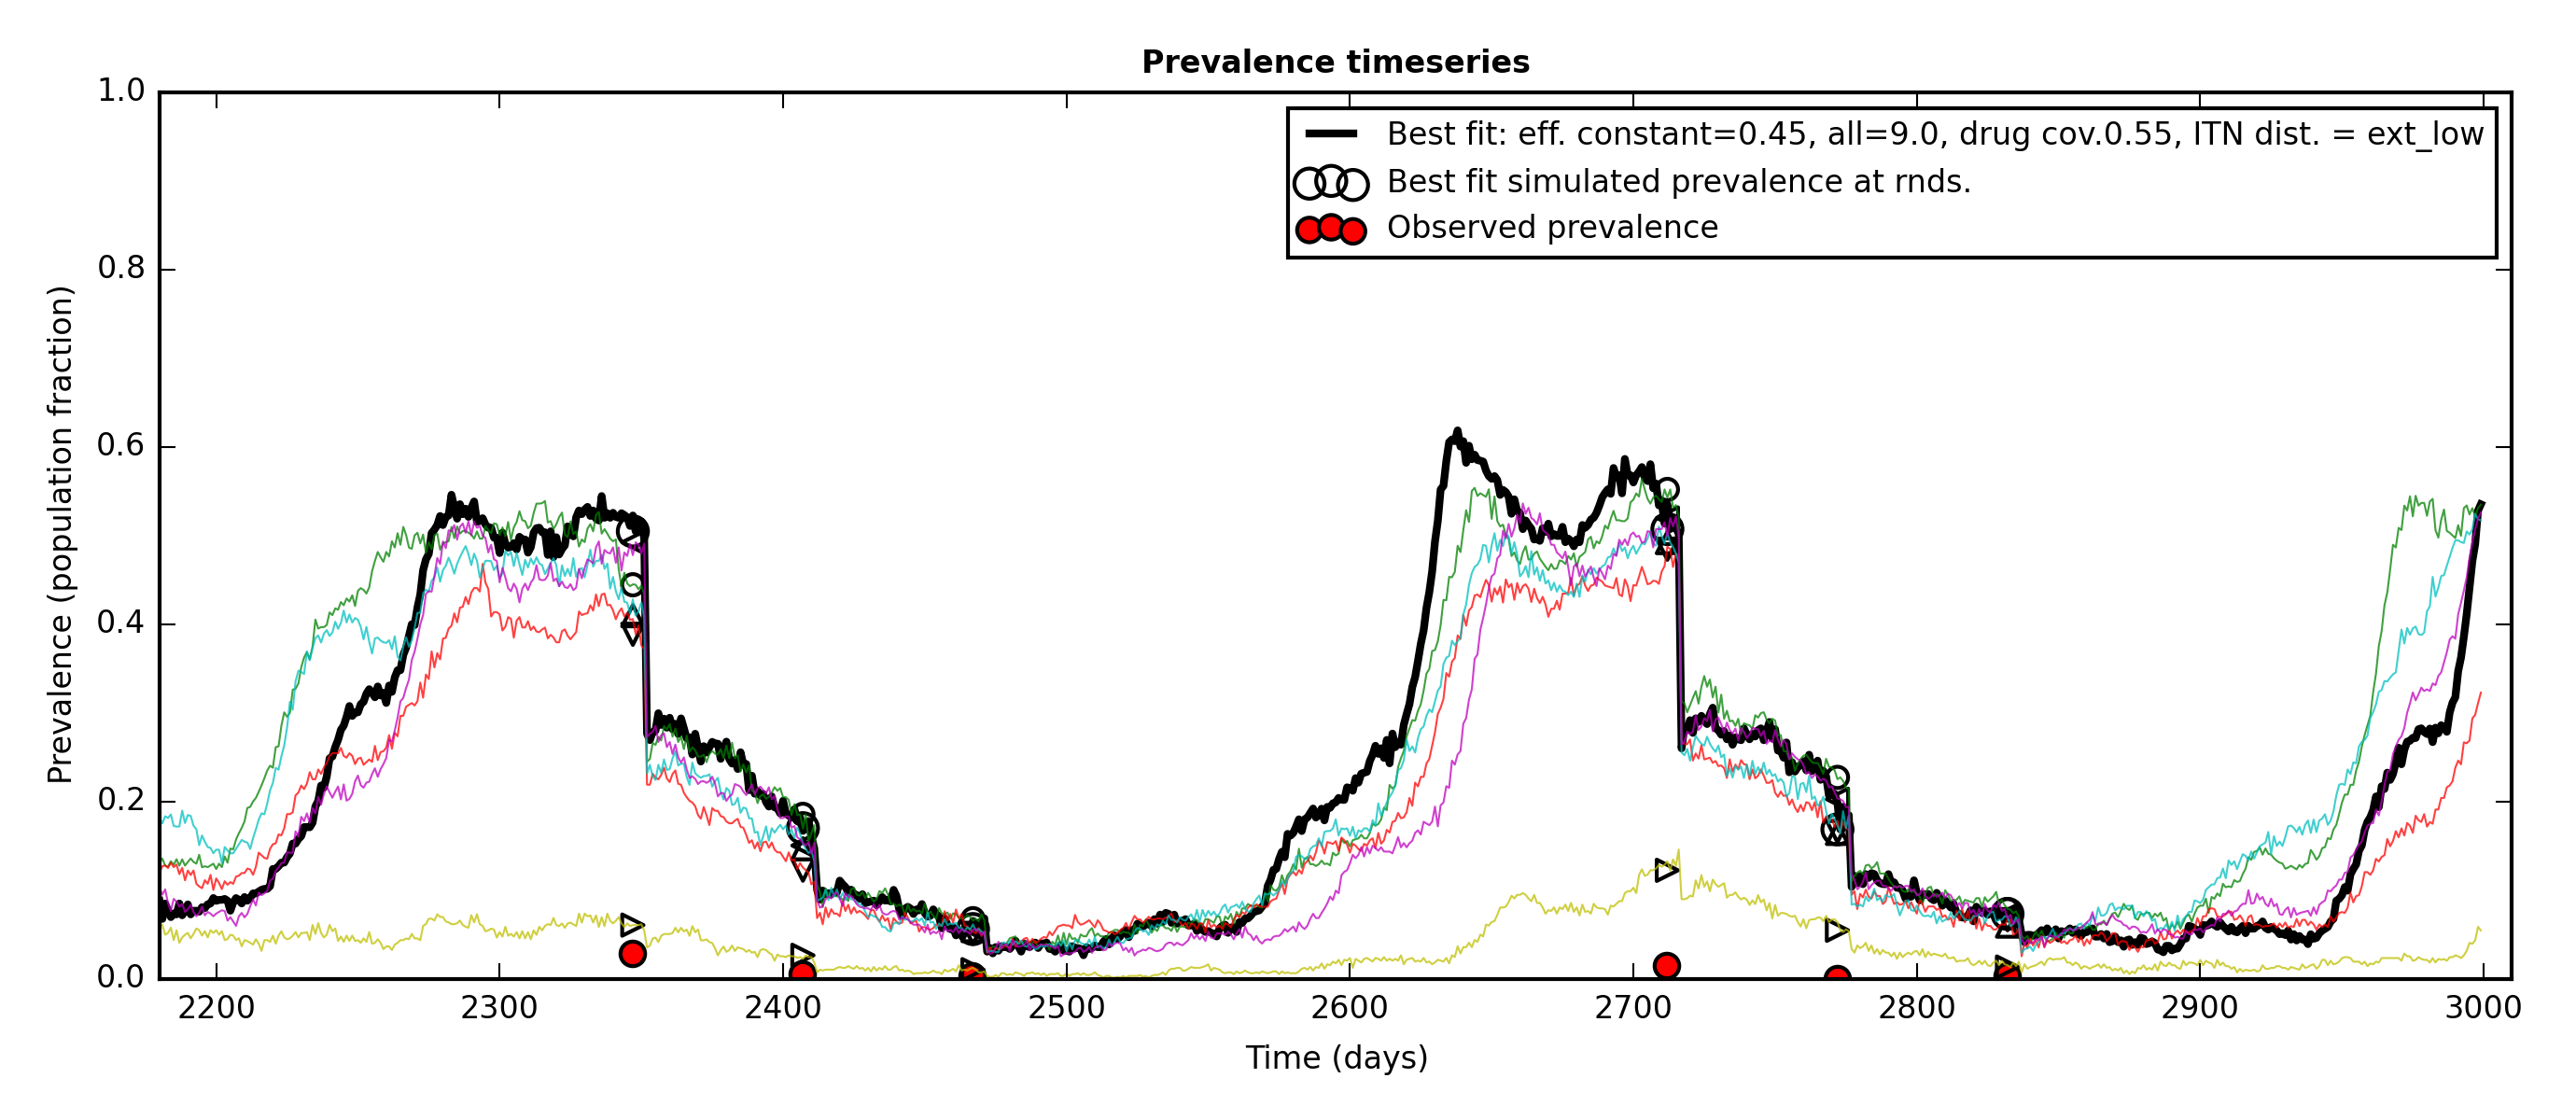 Prevalence timeseries
Best fit: eff. constant=0.45, all=9.0, drug cov.0.55, ITN dist. = ext_low
Best fit simulated prevalence at rnds.
Observed prevalence
Prevalence (population fraction)
1.0
0.8
0.6
0.4
0.2
0.0
2200 2300 2400 2500 2600 2700 2800 2900 3000
Time (days)